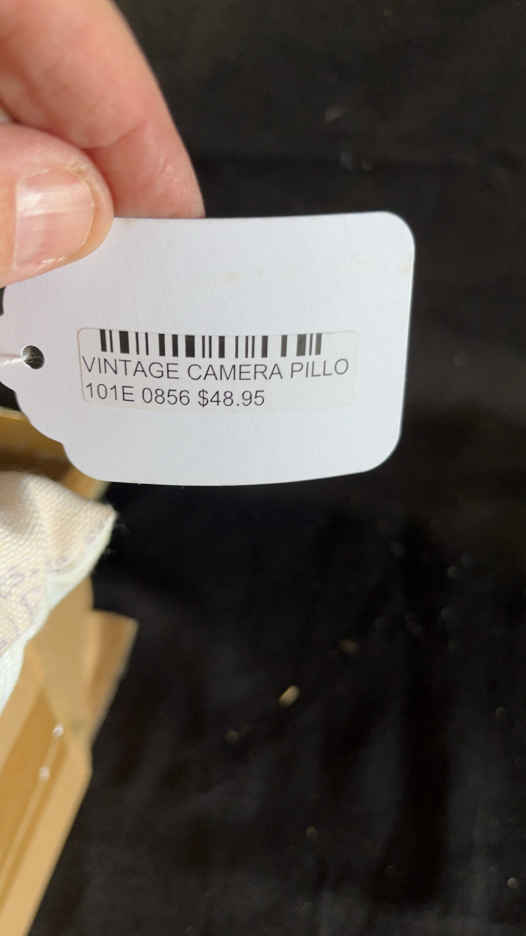 VINTAGE CAMERA PILLO
101E 0856 $48.95